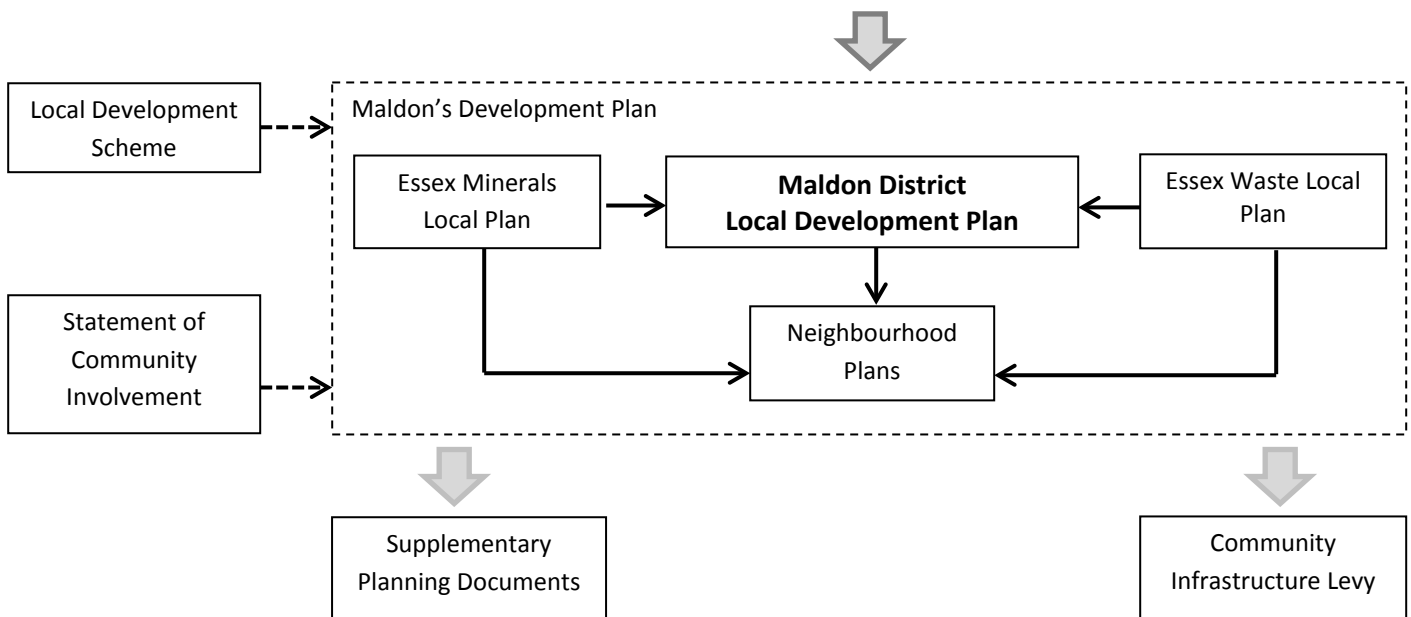 Local Development
Scheme
Maldon’s Development Plan
Essex Minerals
Local Plan
Maldon District
Local Development Plan
Essex Waste Local
Plan
Statement of
Community
Involvement
Neighbourhood
Plans
Supplementary
Planning Documents
Community
Infrastructure Levy